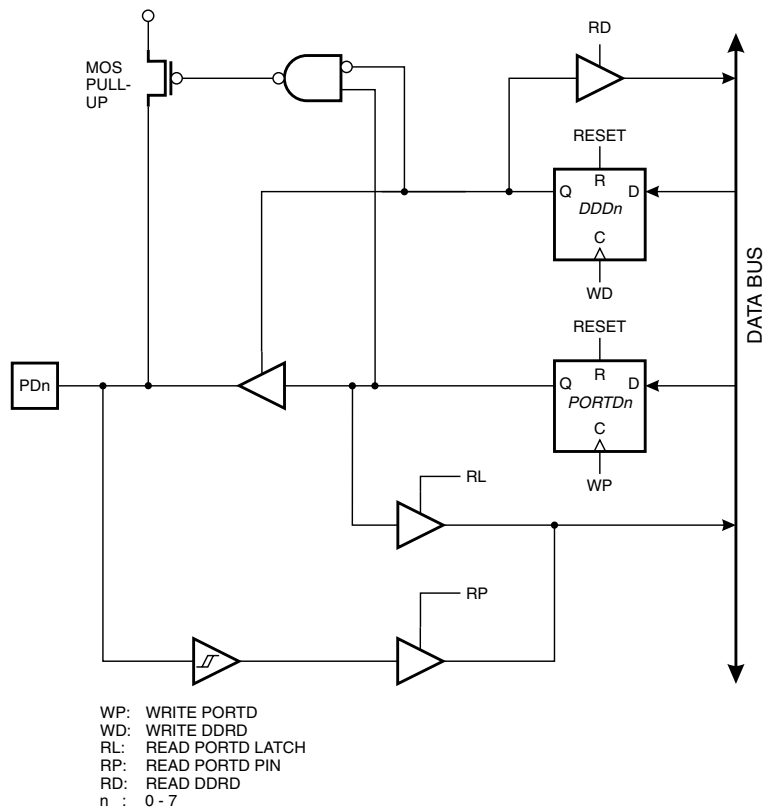 RD
MOS
PULL-
UP
RESET
R
Q
D
DDDn
C
WD
DATA BUS
RESET
PDn
R
Q
D
PORTDn
C
WP
RL
RP
WP: WRITE PORTD
WD: WRITE DDRD
RL: READ PORTD LATCH
RP: READ PORTD PIN
RD: READ DDRD
n : 0 - 7